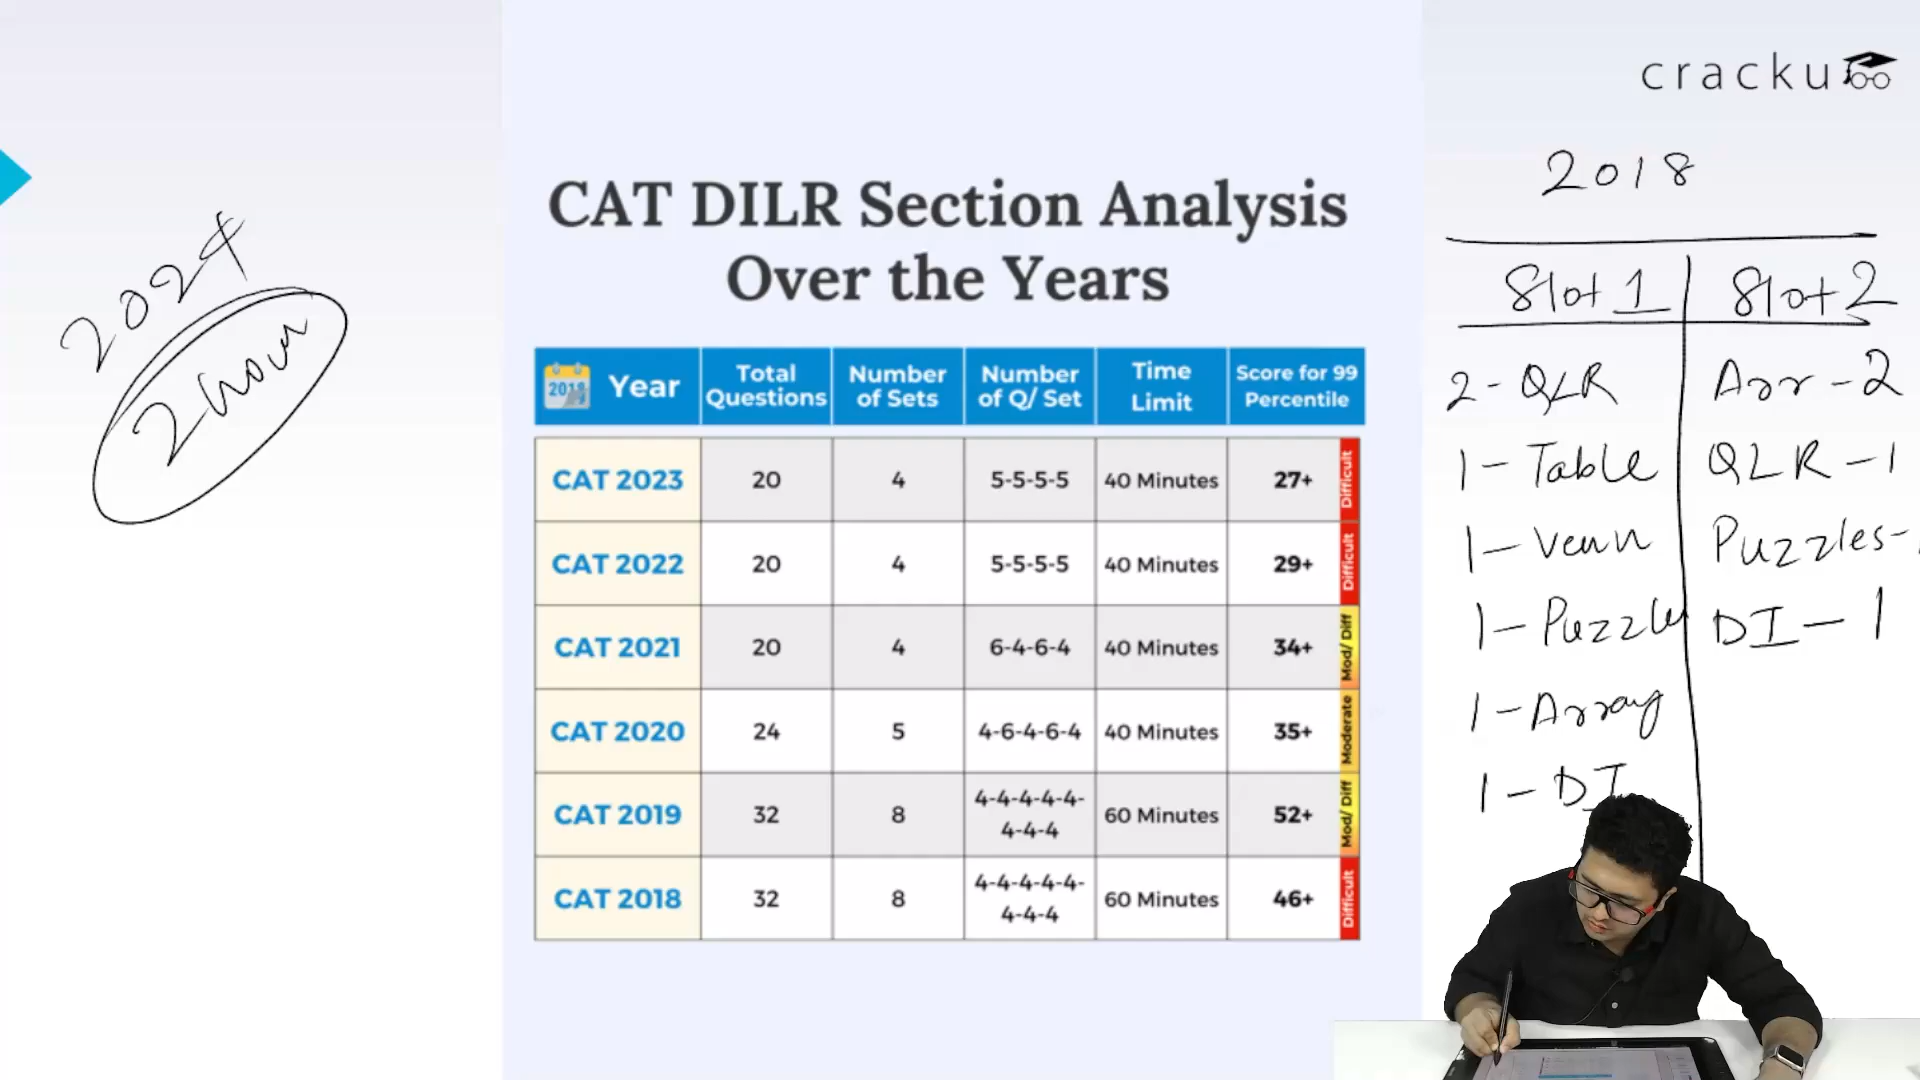 cracku
2024
2 hour
CAT DILR Section Analysis
Over the Years
2018 Year | Total Questions | Number of Sets | Number of Q/ Set | Time Limit | Score for 99 Percentile
CAT 2023 | 20 | 4 | 5-5-5-5 | 40 Minutes | 27+ | Difficult
CAT 2022 | 20 | 4 | 5-5-5-5 | 40 Minutes | 29+ | Difficult
CAT 2021 | 20 | 4 | 6-4-6-4 | 40 Minutes | 34+ | Mod/ Diff
CAT 2020 | 24 | 5 | 4-6-4-6-4 | 40 Minutes | 35+ | Moderate
CAT 2019 | 32 | 8 | 4-4-4-4-4-4-4-4 | 60 Minutes | 52+ | Mod/ Diff
CAT 2018 | 32 | 8 | 4-4-4-4-4-4-4-4 | 60 Minutes | 46+ | Difficult
2018
Slot 1
2 - QLR
1 - Table
1 - Venn
1 - Puzzles
1 - Array
1 - DI
Slot 2
Arr - 2
QLR - 1
Puzzles -
DI - 1